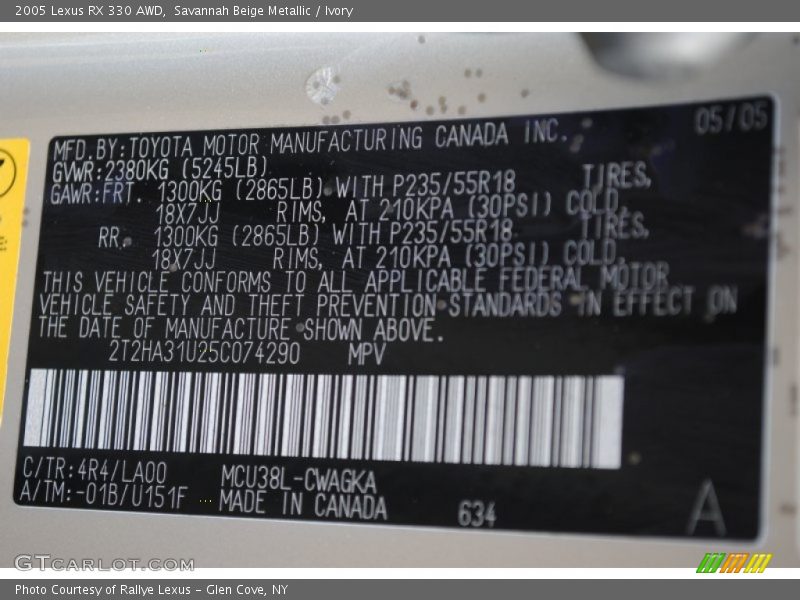 2005 Lexus RX 330 AWD, Savannah Beige Metallic / Ivory
05/05
MFD. BY: TOYOTA MOTOR MANUFACTURING CANADA INC.
GVWR: 2380KG (5245LB)
GAWR: FRT. 1300KG (2865LB) WITH P235/55R18 TIRES,
18X7JJ RIMS, AT 210KPA (30PSI) COLD,
RR. 1300KG (2865LB) WITH P235/55R18 TIRES,
18X7JJ RIMS, AT 210KPA (30PSI) COLD.
THIS VEHICLE CONFORMS TO ALL APPLICABLE FEDERAL MOTOR
VEHICLE SAFETY AND THEFT PREVENTION STANDARDS IN EFFECT ON
THE DATE OF MANUFACTURE SHOWN ABOVE.
2T2HA31U25C074290 MPV
C/TR: 4R4/LA00 MCU38L-CWAGKA
A/TM: -01B/U151F MADE IN CANADA 634 A
GTCARLOT.COM
Photo Courtesy of Rallye Lexus - Glen Cove, NY